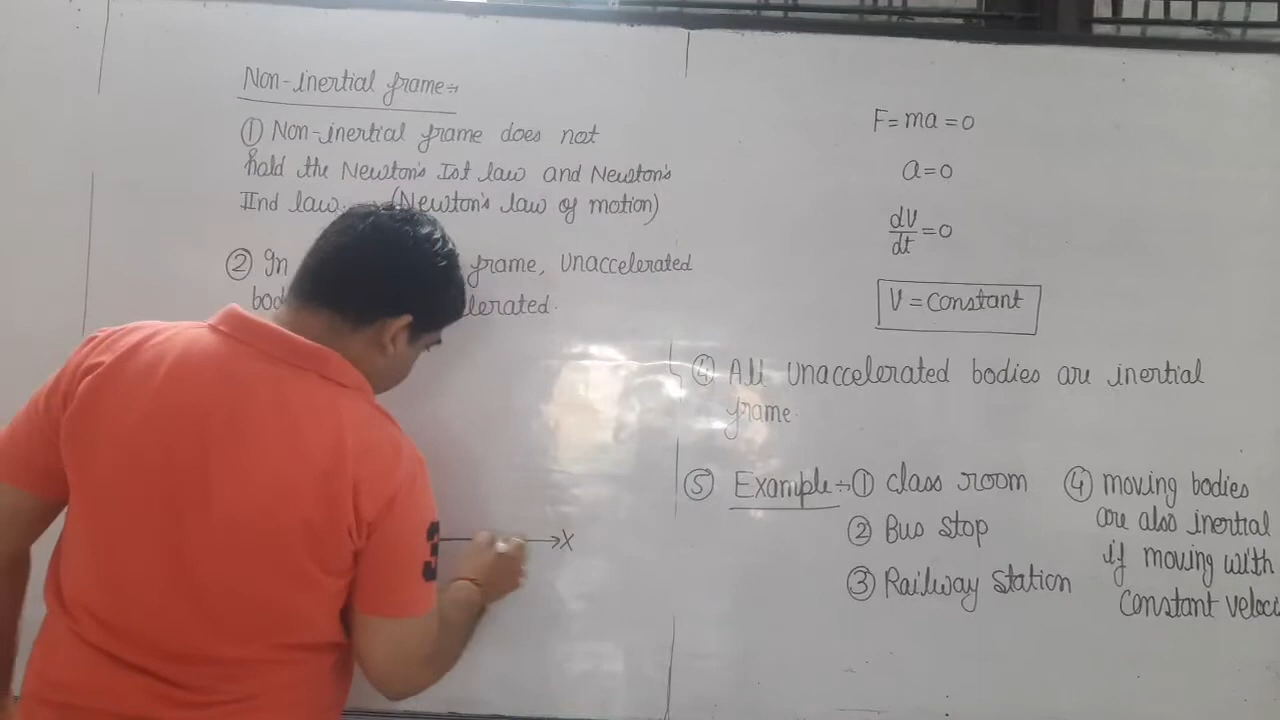 Non-inertial frame:-
① Non-inertial frame does not
hold the Newton's Ist law and Newton's
IInd law. → (Newton's law of motion)
② In frame, Unaccelerated
lerated.
X
3
F = ma = 0
a = 0
dV/dt = 0
V = constant
④ All Unaccelerated bodies are inertial
frame.
⑤ Example:- ① class room
② Bus stop
③ Railway station
④ moving bodies
are also inertial
if moving with
constant veloc